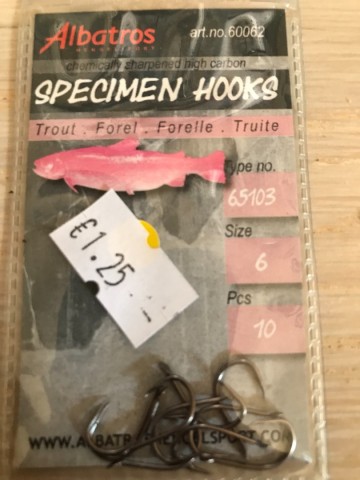 Albatros art.no.60062
chemically sharpened high carbon
SPECIMEN HOOKS
Trout . Forel . Forelle . Truite
Type no.
65103
Size
6
£1.25
Pcs
10